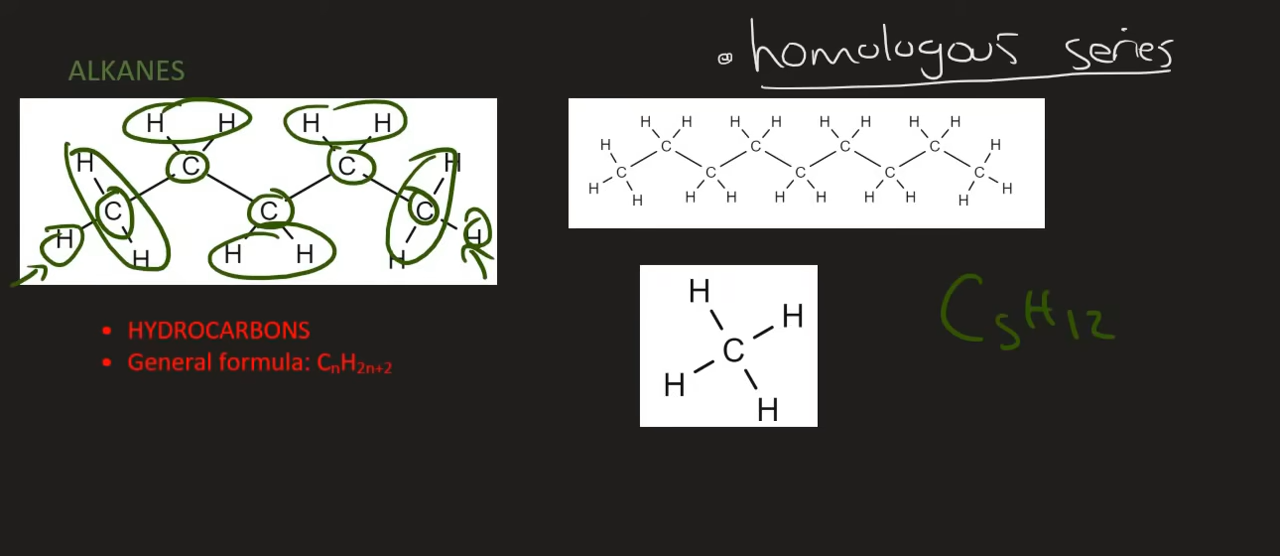 • homologous series
ALKANES
H H H H
H C C H
C C C
H H
H H H H
H H H H H H H H
H C C C C H
C C C C C
H H
H H H H H H H H
• HYDROCARBONS
• General formula: CₙH₂ₙ₊₂
H
H
C
H
H
C₅H₁₂